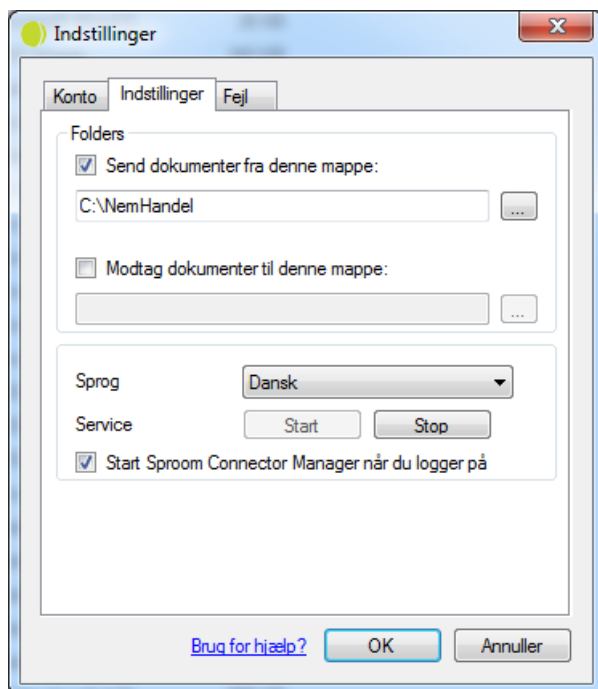 Indstillinger
Konto Indstillinger Fejl
Folders
Send dokumenter fra denne mappe:
C:\NemHandel
...
Modtag dokumenter til denne mappe:
...
Sprog Dansk
Service Start Stop
Start Sproom Connector Manager når du logger på
Brug for hjælp? OK Annuller